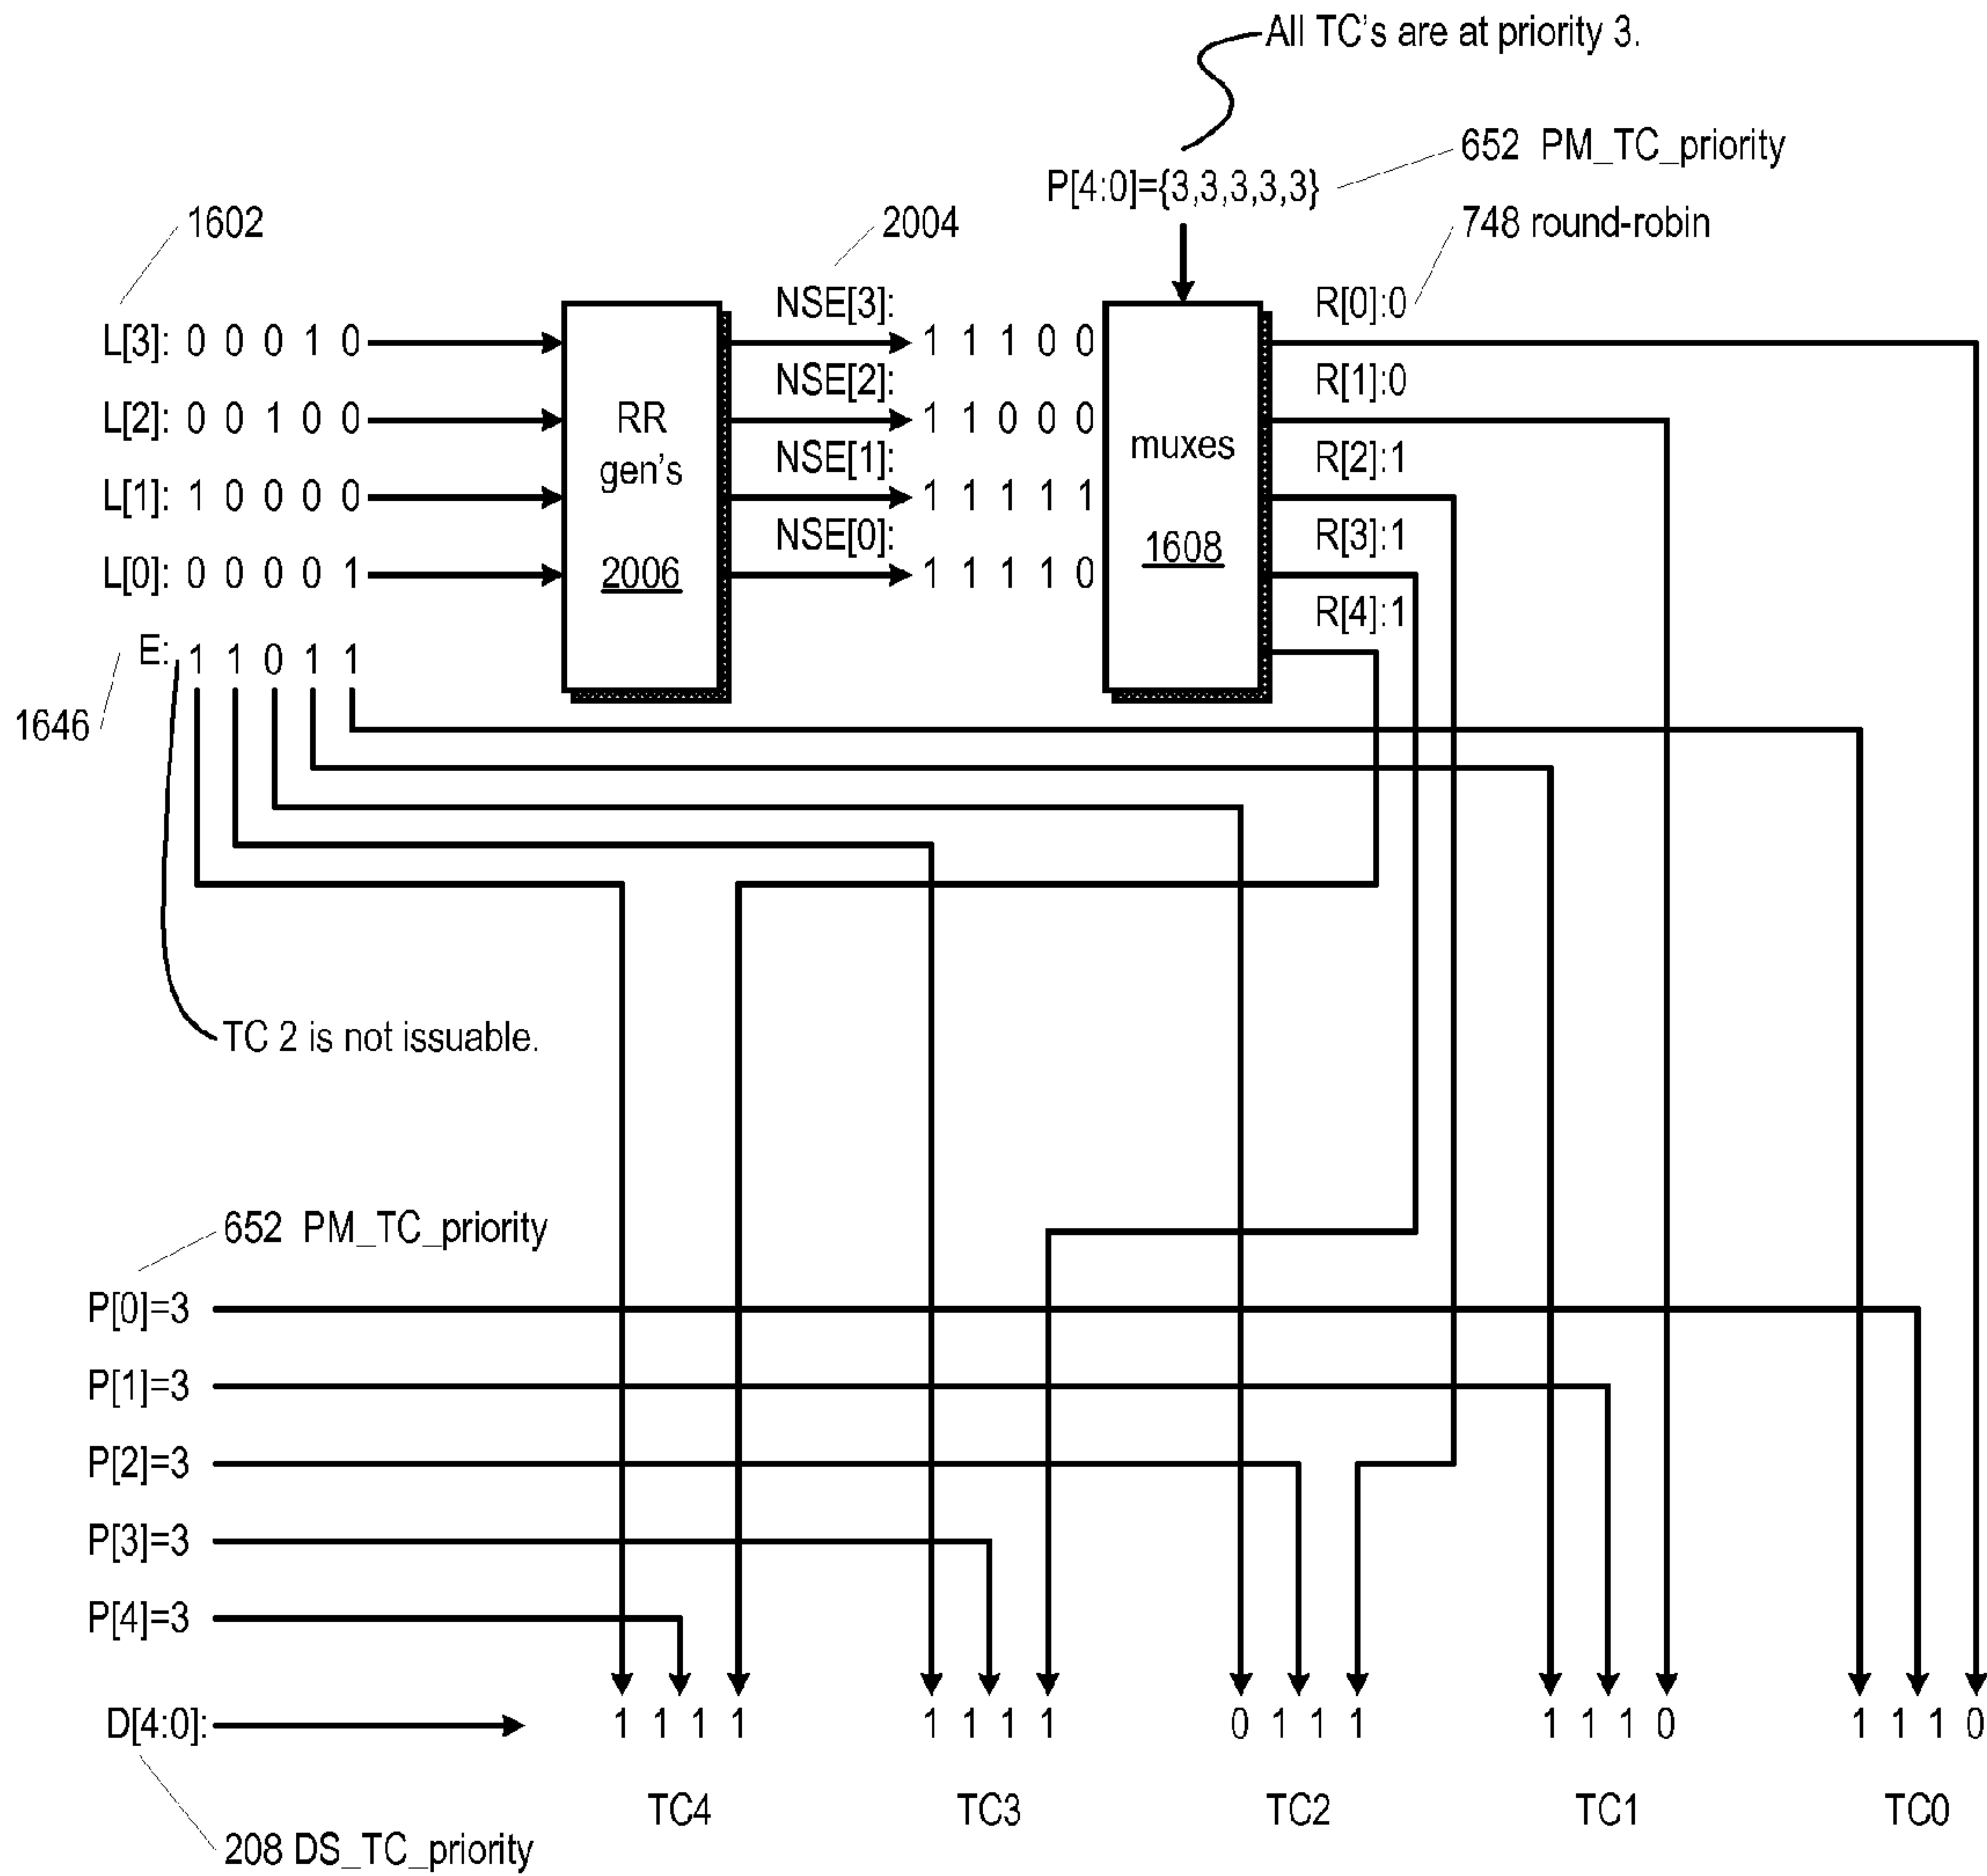 All TC's are at priority 3.
652 PM_TC_priority
P[4:0]={3,3,3,3,3}
1602
2004
748 round-robin
NSE[3]:
R[0]:0
L[3]: 0 0 0 1 0
1 1 1 0 0
NSE[2]:
R[1]:0
L[2]: 0 0 1 0 0
RR
gen's
2006
1 1 0 0 0
muxes
1608
NSE[1]:
R[2]:1
L[1]: 1 0 0 0 0
1 1 1 1 1
NSE[0]:
R[3]:1
L[0]: 0 0 0 0 1
1 1 1 1 0
R[4]:1
E: 1 1 0 1 1
1646
TC 2 is not issuable.
652 PM_TC_priority
P[0]=3
P[1]=3
P[2]=3
P[3]=3
P[4]=3
D[4:0]: 1 1 1 1 1 1 1 1 0 1 1 1 1 1 1 0 1 1 1 0
TC4 TC3 TC2 TC1 TC0
208 DS_TC_priority